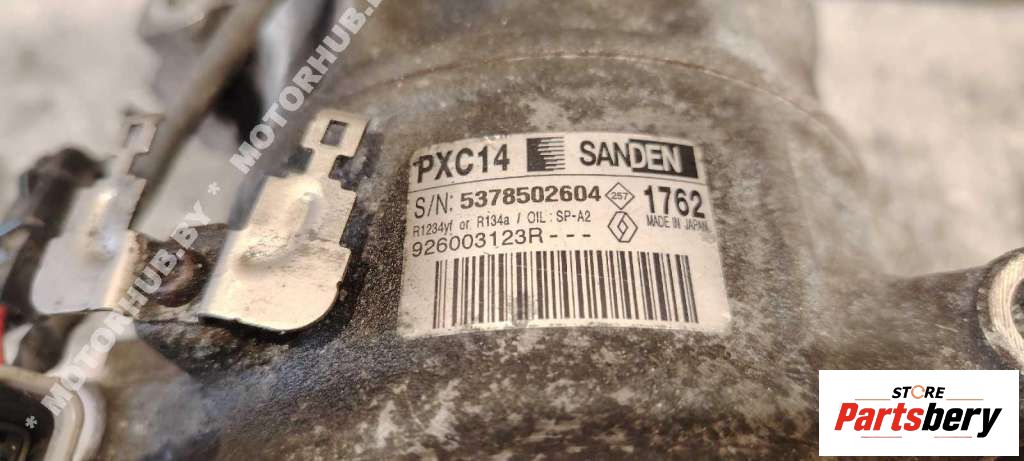 * MOTORHUB.BY * MOTORHUB.BY *
PXC14 SANDEN
S/N: 5378502604 257 1762
R1234yf or R134a / OIL: SP-A2 MADE IN JAPAN
926003123R---
STORE
Partsbery